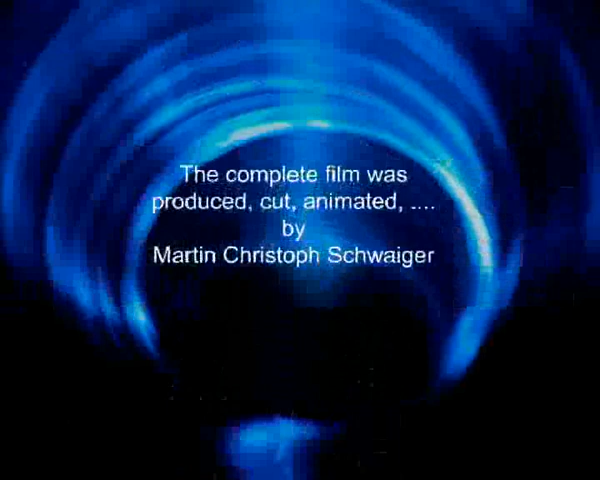 The complete film was
produced, cut, animated, ....
by
Martin Christoph Schwaiger